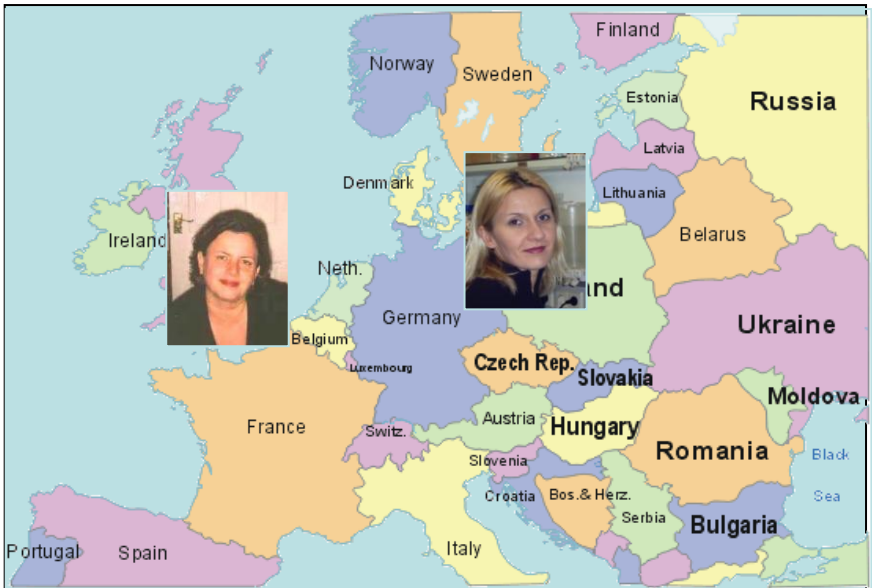 Finland
Norway
Sweden
Estonia
Russia
Latvia
Denmark
Lithuania
Belarus
Ireland
Neth.
nd
Germany
Ukraine
Belgium
Luxembourg
Czech Rep.
Slovakia
Moldova
France
Switz.
Austria
Hungary
Romania
Black
Sea
Slovenia
Croatia
Bos.& Herz.
Serbia
Bulgaria
Portugal
Spain
Italy